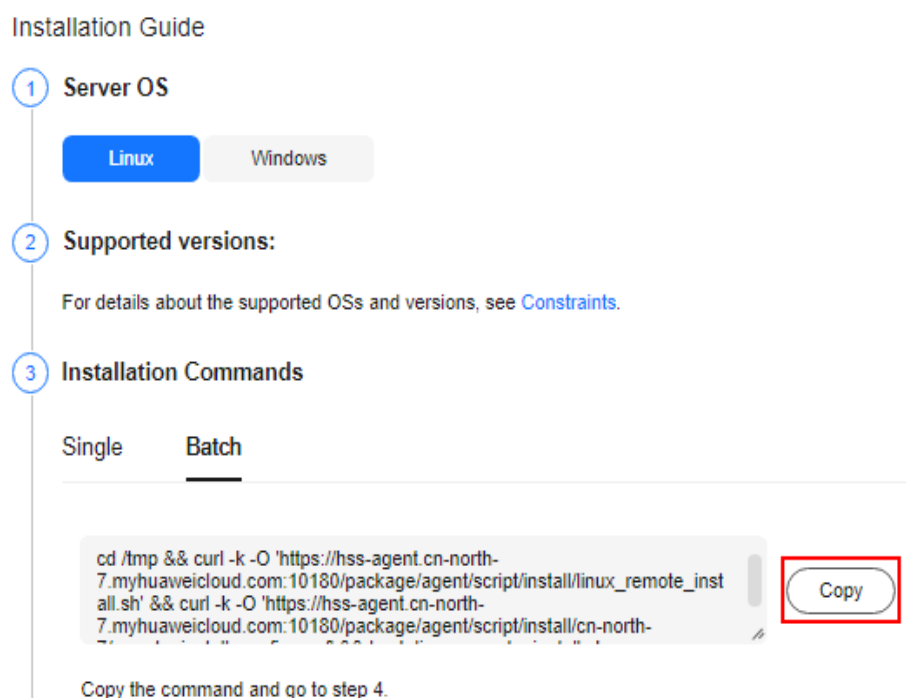 Installation Guide
1 Server OS
Linux Windows
2 Supported versions:
For details about the supported OSs and versions, see Constraints.
3 Installation Commands
Single Batch
cd /tmp && curl -k -O 'https://hss-agent.cn-north-
7.myhuaweicloud.com:10180/package/agent/script/install/linux_remote_inst
all.sh' && curl -k -O 'https://hss-agent.cn-north-
7.myhuaweicloud.com:10180/package/agent/script/install/cn-north-
Copy
Copy the command and go to step 4.